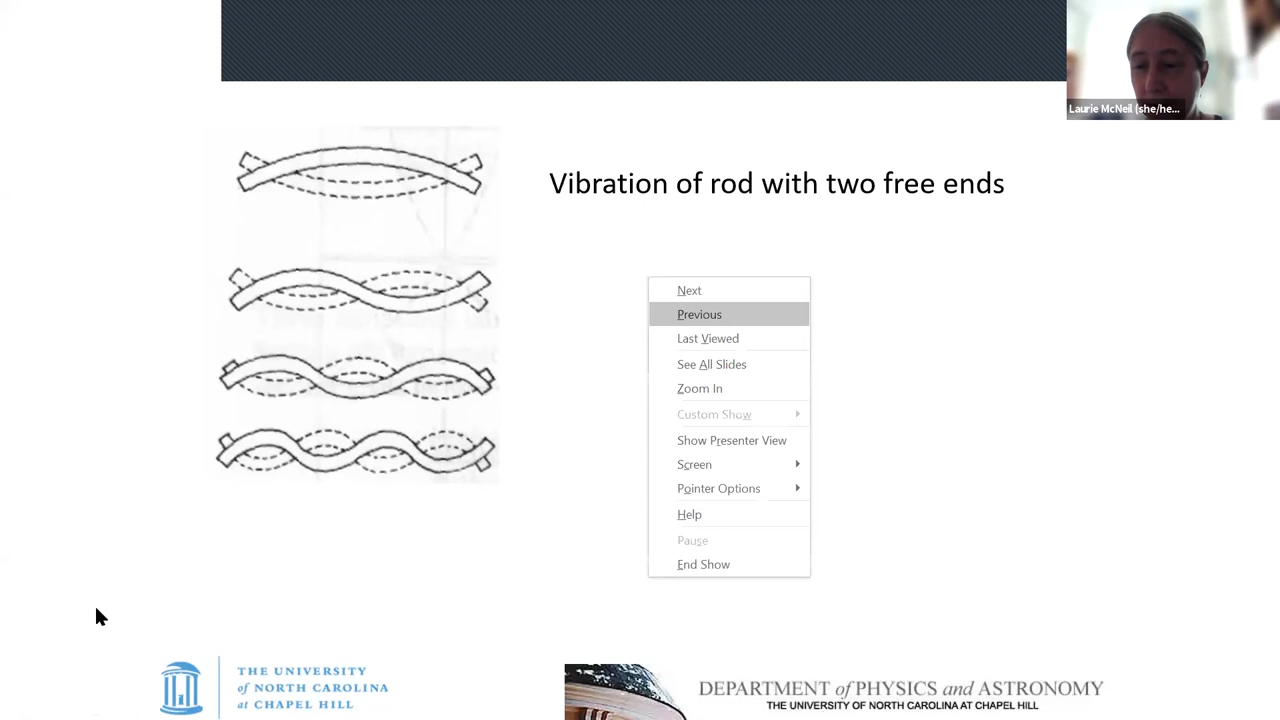 Laurie McNeil (she/he...
Vibration of rod with two free ends
Next
Previous
Last Viewed
See All Slides
Zoom In
Custom Show
Show Presenter View
Screen
Pointer Options
Help
Pause
End Show
THE UNIVERSITY
of NORTH CAROLINA
at CHAPEL HILL
DEPARTMENT of PHYSICS and ASTRONOMY
THE UNIVERSITY OF NORTH CAROLINA AT CHAPEL HILL